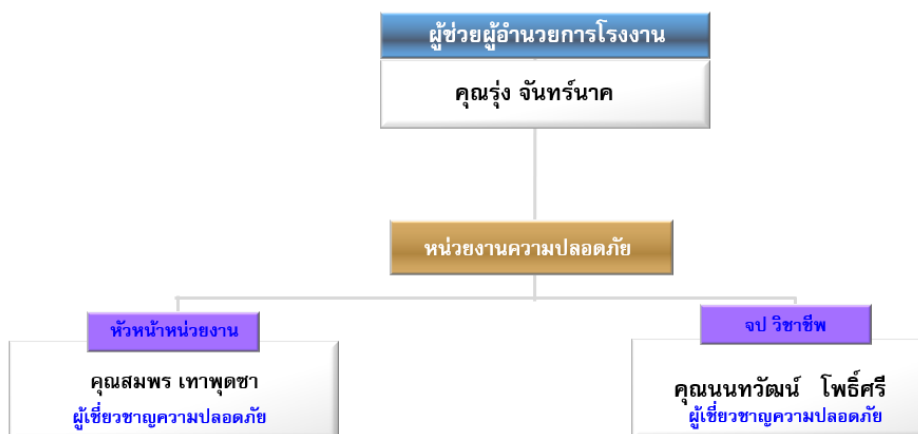 ผู้ช่วยผู้อำนวยการโรงงาน
คุณรุ่ง จันทร์นาค
หน่วยงานความปลอดภัย
หัวหน้าหน่วยงาน
คุณสมพร เทาพุดซา
ผู้เชี่ยวชาญความปลอดภัย
จป วิชาชีพ
คุณนนทวัฒน์ โพธิ์ศรี
ผู้เชี่ยวชาญความปลอดภัย